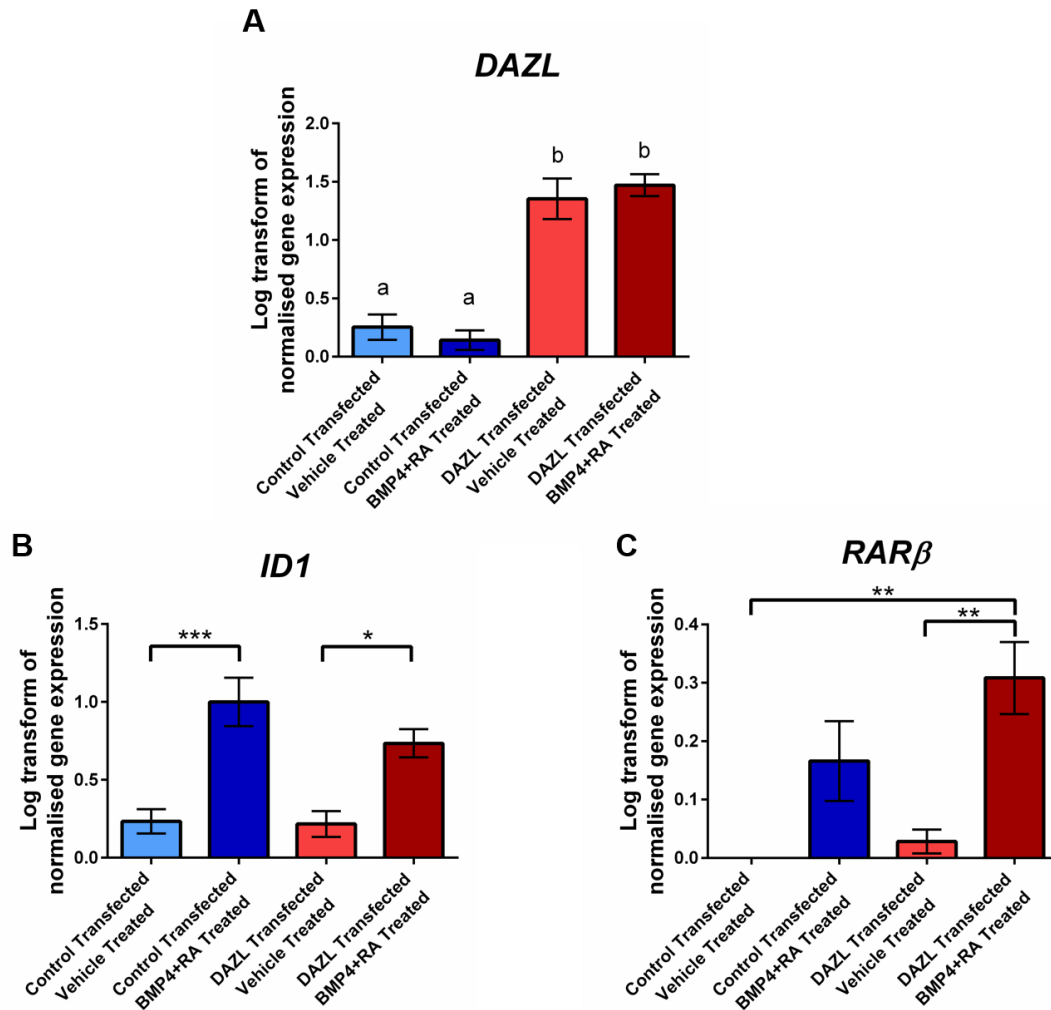 A
DAZL
Log transform of
normalised gene expression
2.0
1.5
1.0
0.5
0.0
a
a
b
b
Control Transfected
Vehicle Treated
Control Transfected
BMP4+RA Treated
DAZL Transfected
Vehicle Treated
DAZL Transfected
BMP4+RA Treated
B
ID1
Log transform of
normalised gene expression
1.5
1.0
0.5
0.0
***
*
Control Transfected
Vehicle Treated
Control Transfected
BMP4+RA Treated
DAZL Transfected
Vehicle Treated
DAZL Transfected
BMP4+RA Treated
C
RARβ
Log transform of
normalised gene expression
0.4
0.3
0.2
0.1
0.0
**
**
Control Transfected
Vehicle Treated
Control Transfected
BMP4+RA Treated
DAZL Transfected
Vehicle Treated
DAZL Transfected
BMP4+RA Treated